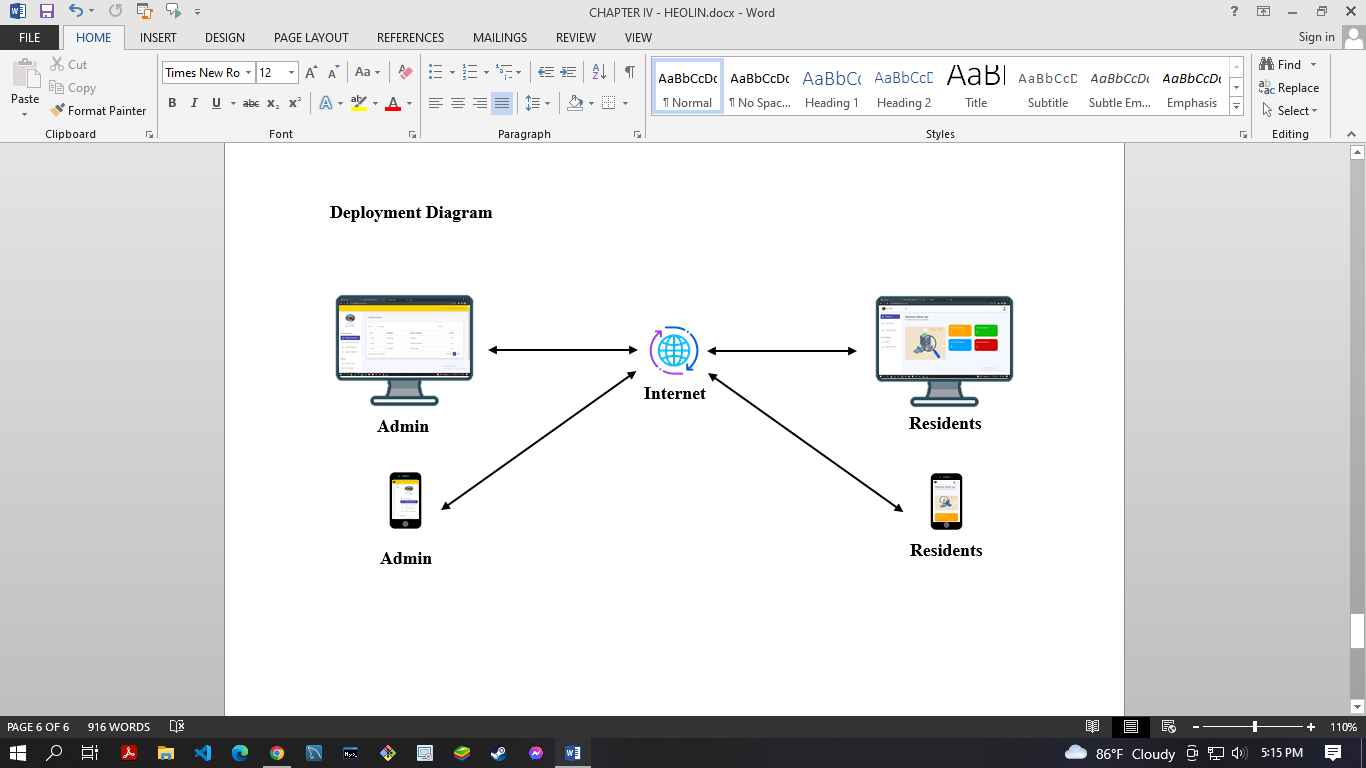 CHAPTER IV - HEOLIN.docx - Word
FILE HOME INSERT DESIGN PAGE LAYOUT REFERENCES MAILINGS REVIEW VIEW Sign in
Paste
Cut
Copy
Format Painter
Clipboard
Times New Ro 12
Font
Paragraph
AaBbCcDc AaBbCcDc AaBbCc AaBbCcD AaBl AaBbCcD AaBbCcDc AaBbCcDc
¶ Normal ¶ No Spac... Heading 1 Heading 2 Title Subtitle Subtle Em... Emphasis
Styles
Find
Replace
Select
Editing
Deployment Diagram
Internet
Admin
Residents
Admin
Residents
PAGE 6 OF 6 916 WORDS 110%
86°F Cloudy 5:15 PM